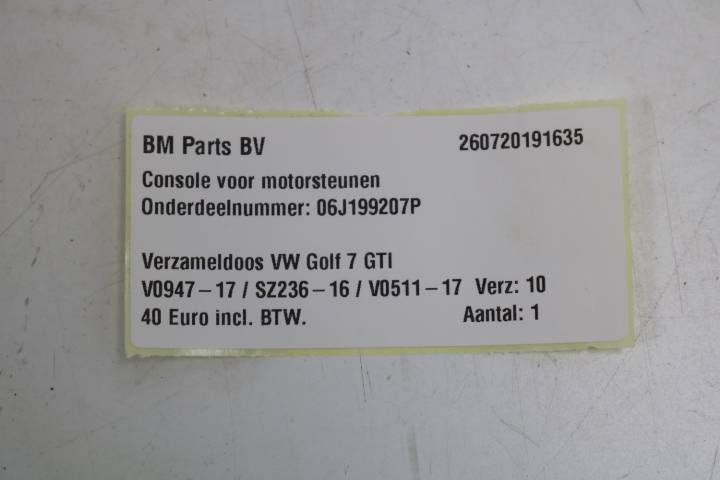 BM Parts BV 260720191635
Console voor motorsteunen
Onderdeelnummer: 06J199207P
Verzameldoos VW Golf 7 GTI
V0947-17 / SZ236-16 / V0511-17 Verz: 10
40 Euro incl. BTW. Aantal: 1